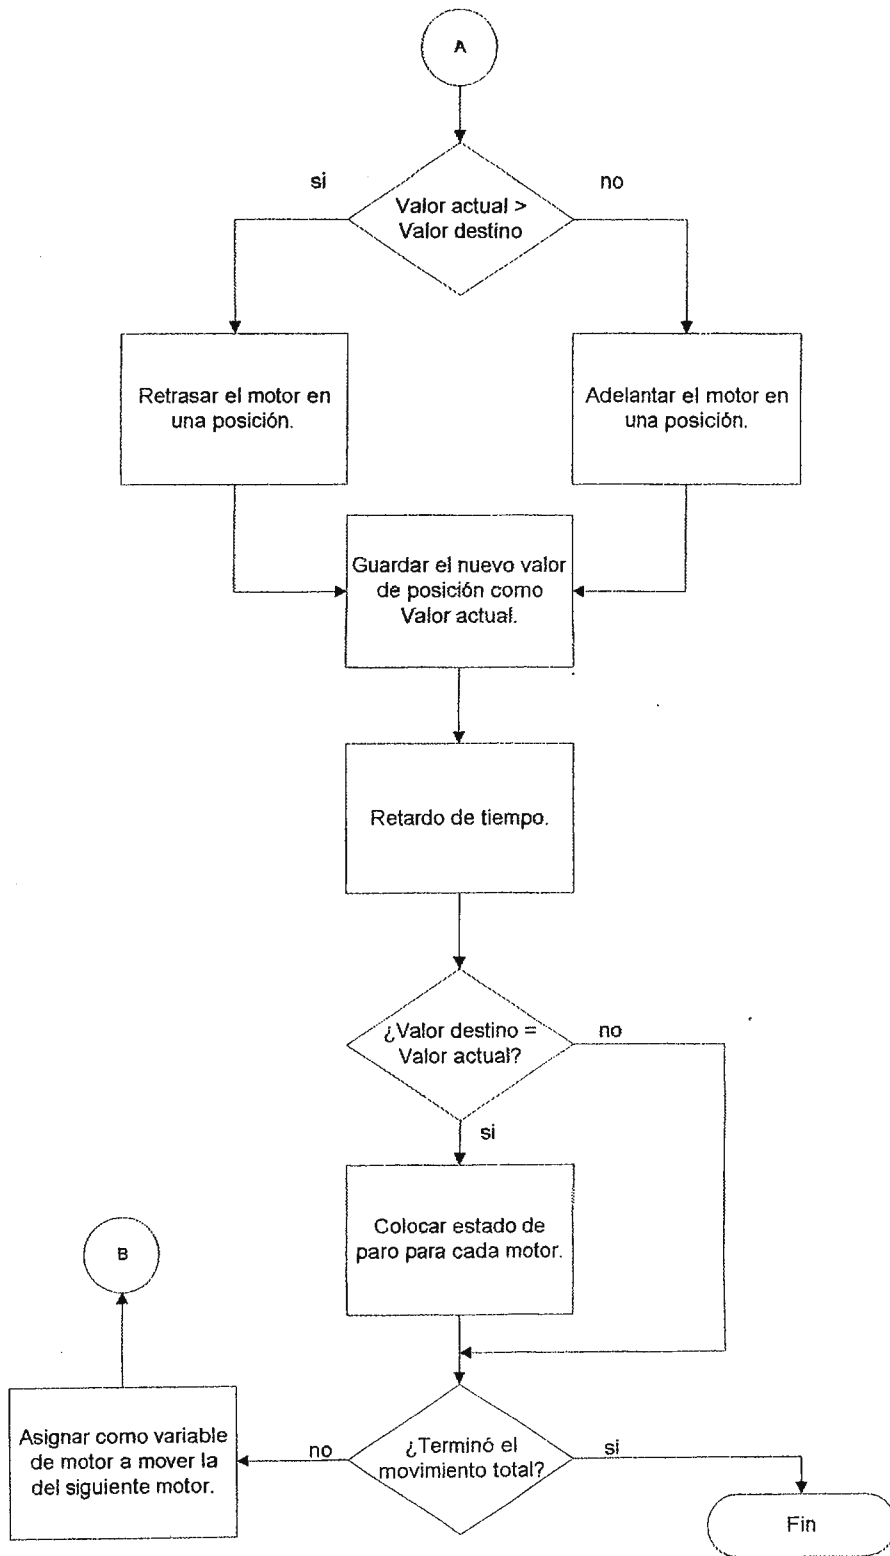 A
si
no
Valor actual >
Valor destino
Retrasar el motor en
una posición.
Adelantar el motor en
una posición.
Guardar el nuevo valor
de posición como
Valor actual.
Retardo de tiempo.
¿Valor destino =
Valor actual?
no
si
Colocar estado de
paro para cada motor.
B
Asignar como variable
de motor a mover la
del siguiente motor.
no
¿Terminó el
movimiento total?
si
Fin